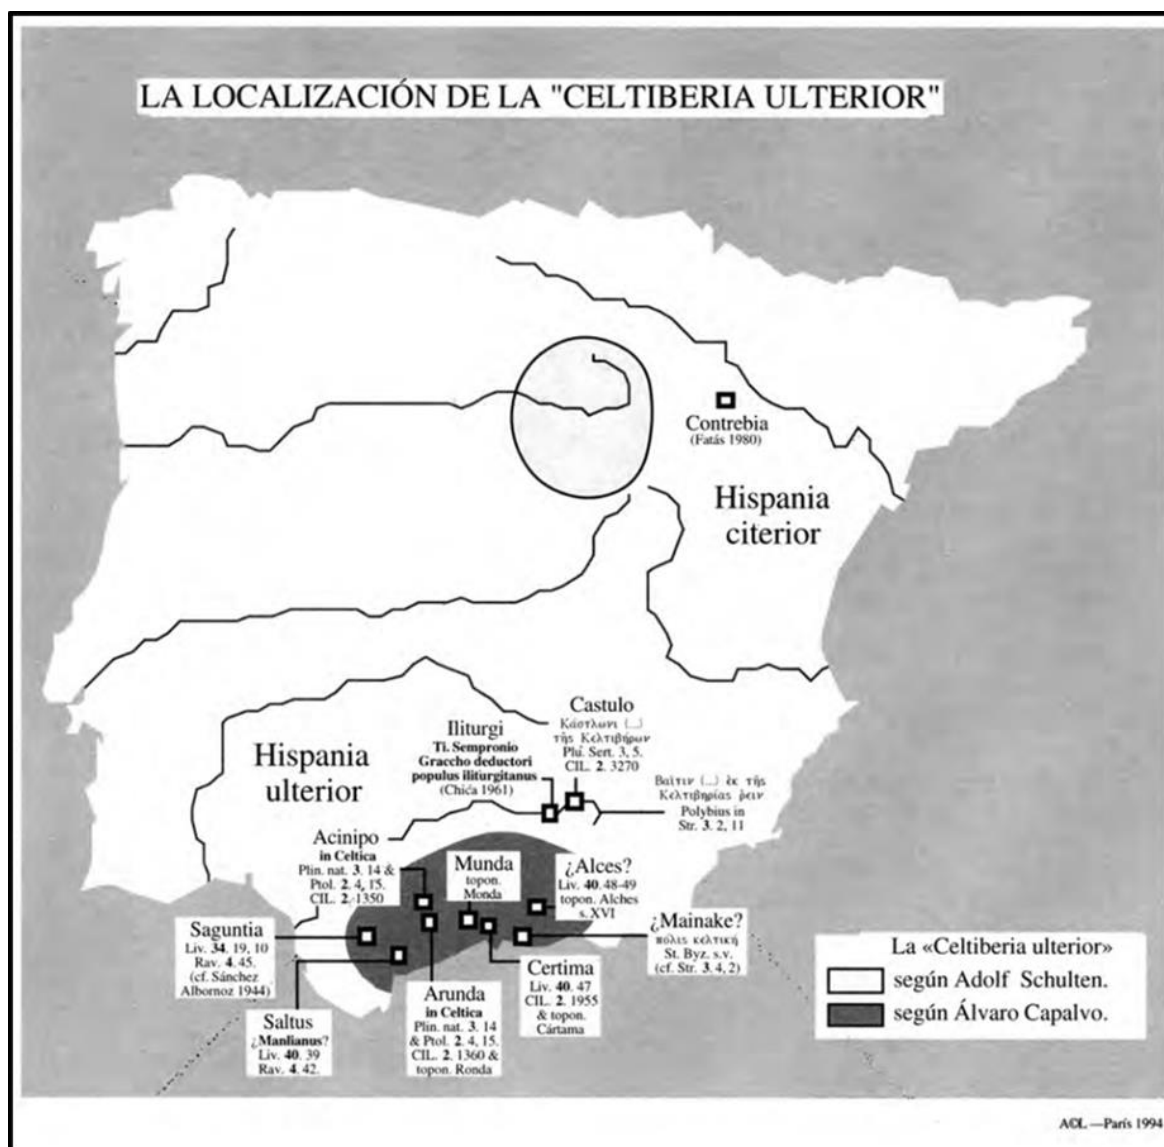 LA LOCALIZACIÓN DE LA "CELTIBERIA ULTERIOR"
Contrebia
(Fatás 1980)
Hispania
citerior
Castulo
Κάστλωνι (...)
τῆς Κελτιβήρων
Plu. Sert. 3, 5.
CIL. 2. 3270
Iliturgi
Ti. Sempronio
Graccho deductori
populus iliturgitanus
(Chica 1961)
Hispania
ulterior
Βαῖτιν (...) ἐκ τῆς
Κελτιβηρίας ῥειν
Polybius in
Str. 3. 2, 11
Acinipo
in Celtica
Plin. nat. 3. 14 &
Ptol. 2. 4, 15.
CIL. 2. 1350
Munda
topon.
Monda
¿Alces?
Liv. 40. 48-49
topon. Alches
s. XVI
Saguntia
Liv. 34. 19, 10
Rav. 4. 45.
(cf. Sánchez
Albornoz 1944)
¿Mainake?
πόλις κελτική
St. Byz. s.v.
(cf. Str. 3. 4, 2)
Certima
Liv. 40. 47
CIL. 2. 1955
& topon.
Cártama
Arunda
in Celtica
Plin. nat. 3. 14
& Ptol. 2. 4, 15.
CIL. 2. 1360 &
topon. Ronda
Saltus
¿Manlianus?
Liv. 40. 39
Rav. 4. 42.
La «Celtiberia ulterior»
según Adolf Schulten.
según Álvaro Capalvo.
A©L —París 1994